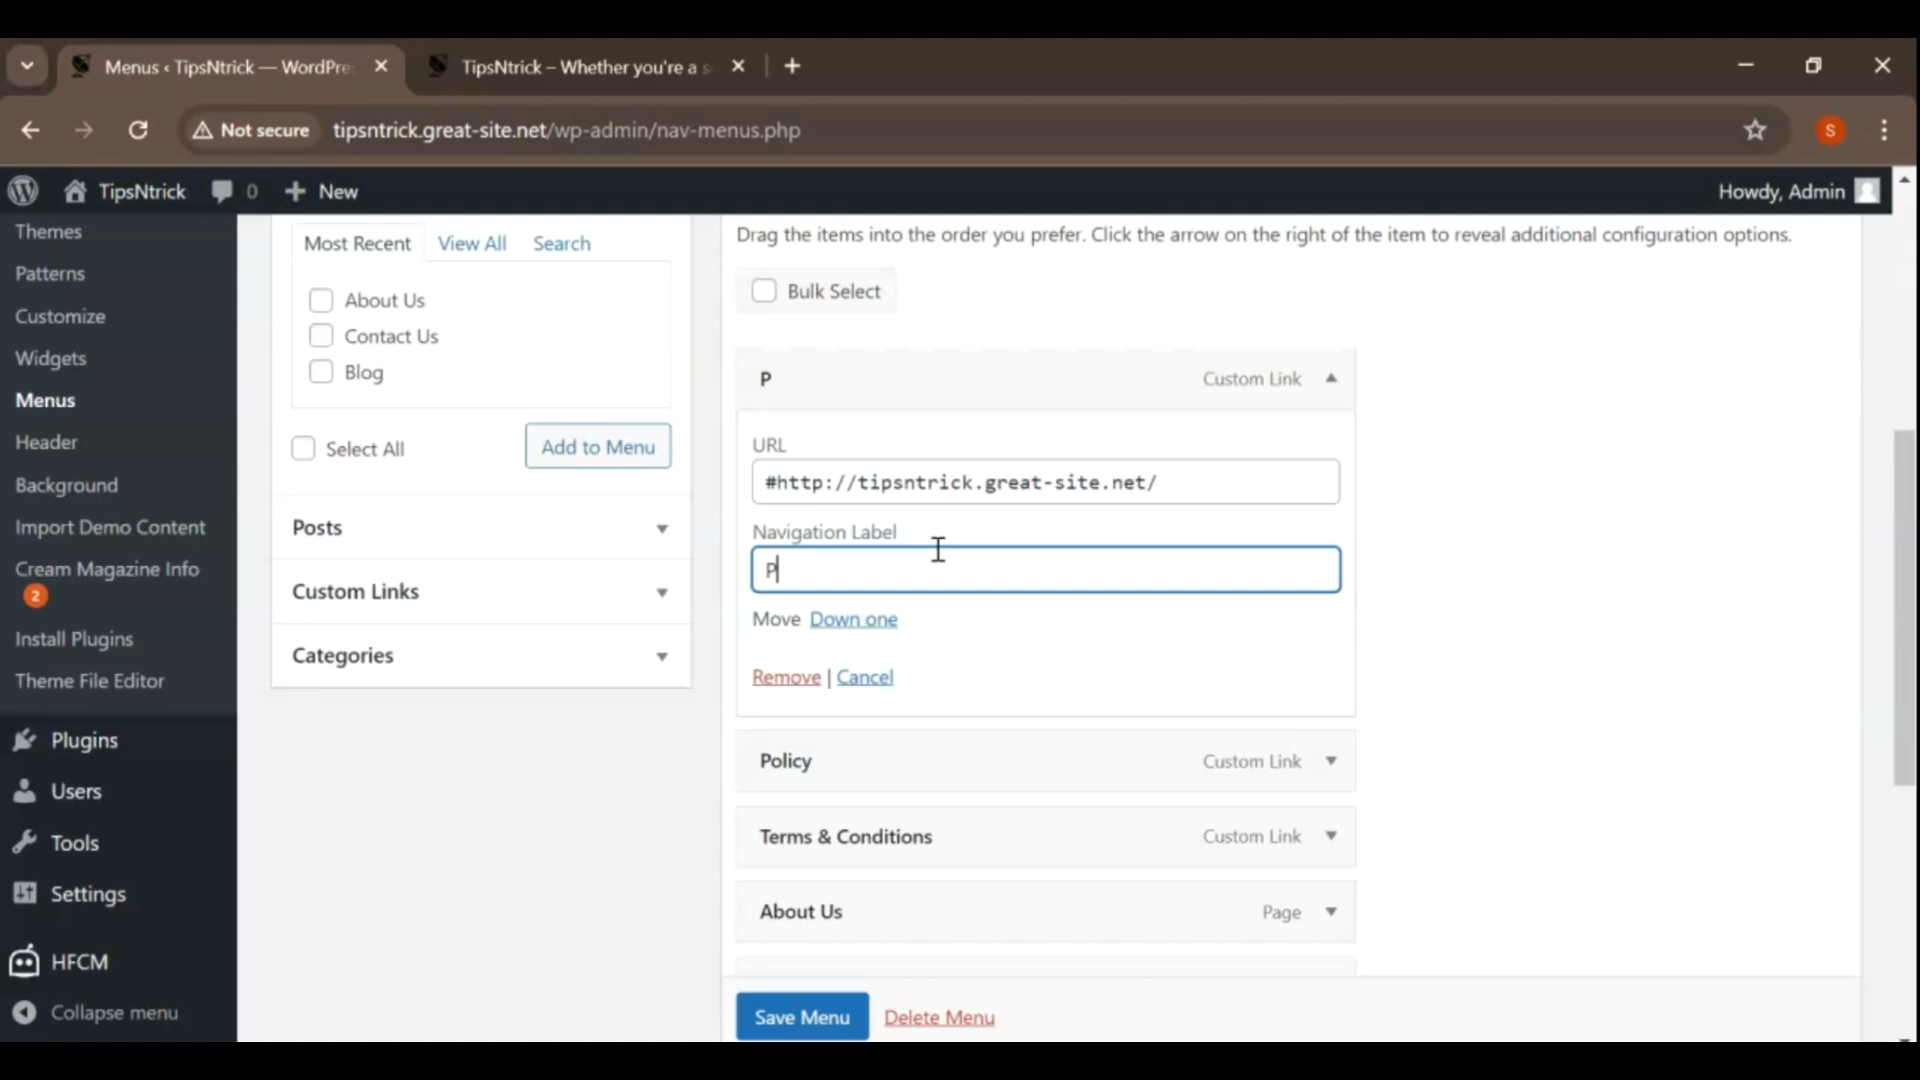 Menus ‹ TipsNtrick — WordPre
TipsNtrick – Whether you're a s
Not secure
tipsntrick.great-site.net/wp-admin/nav-menus.php
S
TipsNtrick
0
New
Howdy, Admin
Themes
Patterns
Customize
Widgets
Menus
Header
Background
Import Demo Content
Cream Magazine Info
2
Install Plugins
Theme File Editor
Plugins
Users
Tools
Settings
HFCM
Collapse menu
Most Recent
View All
Search
About Us
Contact Us
Blog
Select All
Add to Menu
Posts
Custom Links
Categories
Drag the items into the order you prefer. Click the arrow on the right of the item to reveal additional configuration options.
Bulk Select
P
Custom Link
URL
#http://tipsntrick.great-site.net/
Navigation Label
P
Move Down one
Remove | Cancel
Policy
Custom Link
Terms & Conditions
Custom Link
About Us
Page
Save Menu
Delete Menu